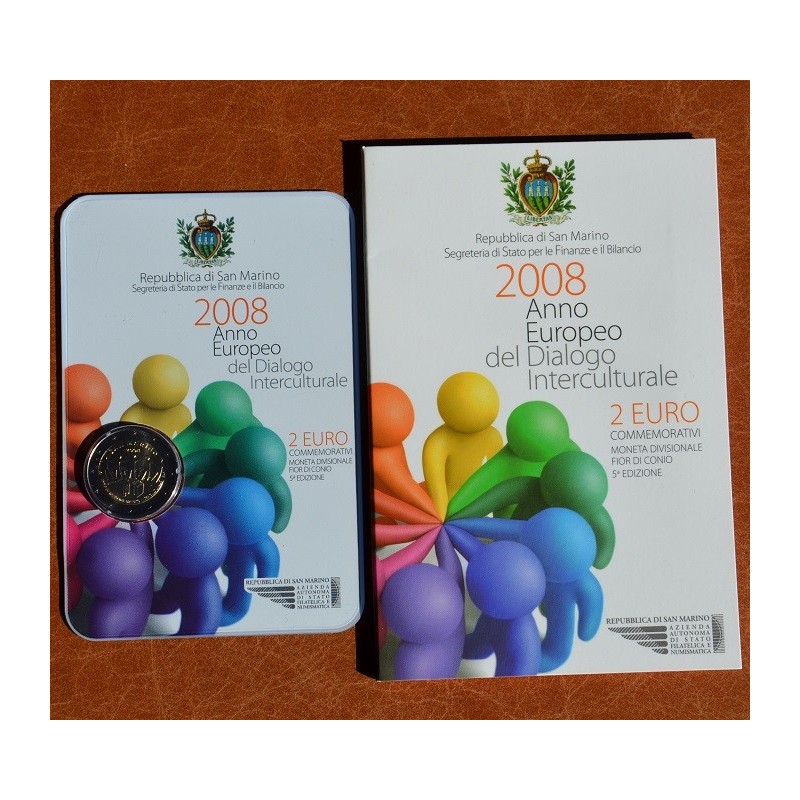 Repubblica di San Marino
Segreteria di Stato per le Finanze e il Bilancio
2008
Anno
Europeo
del Dialogo
Interculturale
2 EURO
COMMEMORATIVI
MONETA DIVISIONALE
FIOR DI CONIO
5ª EDIZIONE
REPUBBLICA DI SAN MARINO
AZIENDA
AUTONOMA
DI STATO
FILATELICA E
NUMISMATICA
LIBERTAS
Repubblica di San Marino
Segreteria di Stato per le Finanze e il Bilancio
2008
Anno
Europeo
del Dialogo
Interculturale
2 EURO
COMMEMORATIVI
MONETA DIVISIONALE
FIOR DI CONIO
5ª EDIZIONE
REPUBBLICA DI SAN MARINO
AZIENDA
AUTONOMA
DI STATO
FILATELICA E
NUMISMATICA